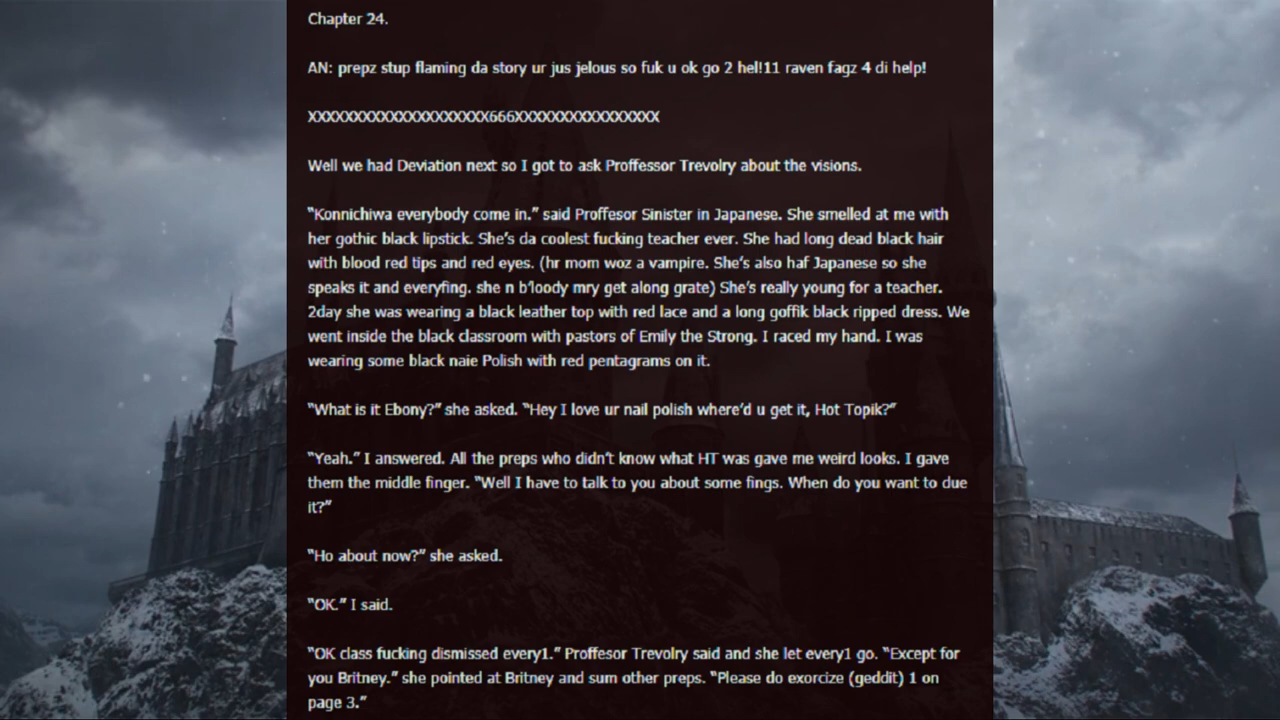 Chapter 24.
AN: prepz stup flaming da story ur jus jelous so fuk u ok go 2 hel!11 raven fagz 4 di help!
XXXXXXXXXXXXXXXXXXXX666XXXXXXXXXXXXXXXX
Well we had Deviation next so I got to ask Proffessor Trevolry about the visions.
“Konnichiwa everybody come in.” said Proffesor Sinister in Japanese. She smelled at me with
her gothic black lipstick. She’s da coolest fucking teacher ever. She had long dead black hair
with blood red tips and red eyes. (hr mom woz a vampire. She’s also haf Japanese so she
speaks it and everyfing. she n b’loody mry get along grate) She’s really young for a teacher.
2day she was wearing a black leather top with red lace and a long goffik black ripped dress. We
went inside the black classroom with pastors of Emily the Strong. I raced my hand. I was
wearing some black naie Polish with red pentagrams on it.
“What is it Ebony?” she asked. “Hey I love ur nail polish where’d u get it, Hot Topik?”
“Yeah.” I answered. All the preps who didn’t know what HT was gave me weird looks. I gave
them the middle finger. “Well I have to talk to you about some fings. When do you want to due
it?”
“Ho about now?” she asked.
“OK.” I said.
“OK class fucking dismissed every1.” Proffesor Trevolry said and she let every1 go. “Except for
you Britney.” she pointed at Britney and sum other preps. “Please do exorcize (geddit) 1 on
page 3.”